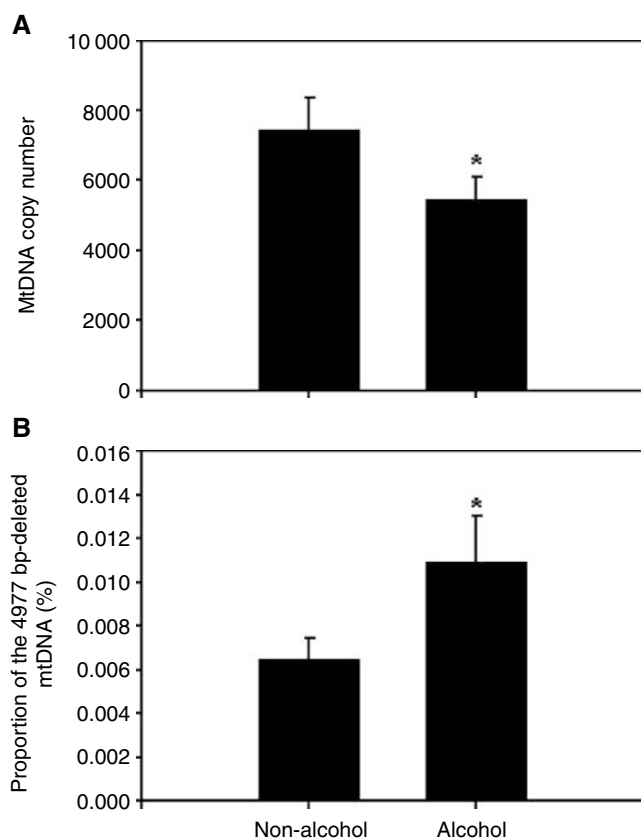 A
10 000
8000
6000
4000
2000
0
MtDNA copy number
*
B
0.016
0.014
0.012
0.010
0.008
0.006
0.004
0.002
0.000
Proportion of the 4977 bp-deleted
mtDNA (%)
*
Non-alcohol
Alcohol